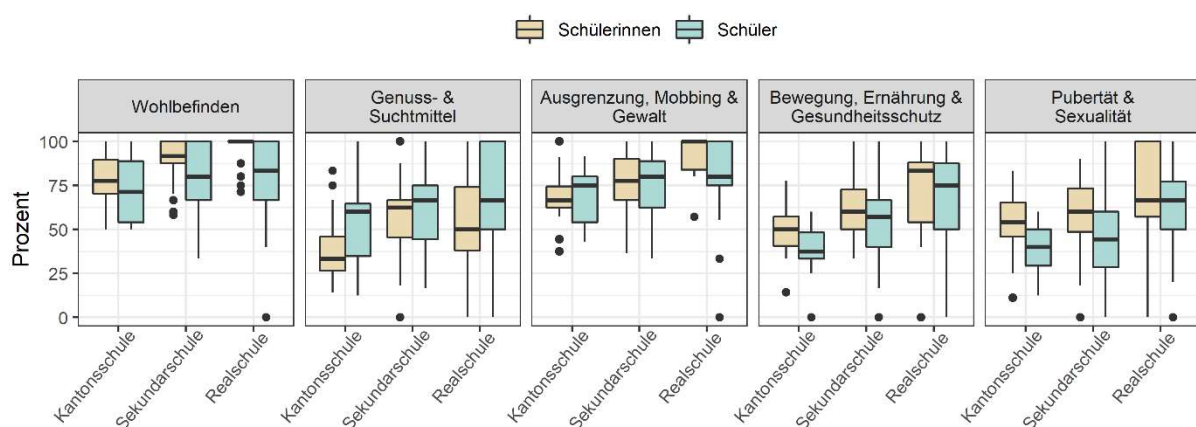 Schülerinnen Schüler
Wohlbefinden
Genuss- &
Suchtmittel
Ausgrenzung, Mobbing &
Gewalt
Bewegung, Ernährung &
Gesundheitsschutz
Pubertät &
Sexualität
Prozent
100
75
50
25
0
Kantonsschule
Sekundarschule
Realschule
Kantonsschule
Sekundarschule
Realschule
Kantonsschule
Sekundarschule
Realschule
Kantonsschule
Sekundarschule
Realschule
Kantonsschule
Sekundarschule
Realschule